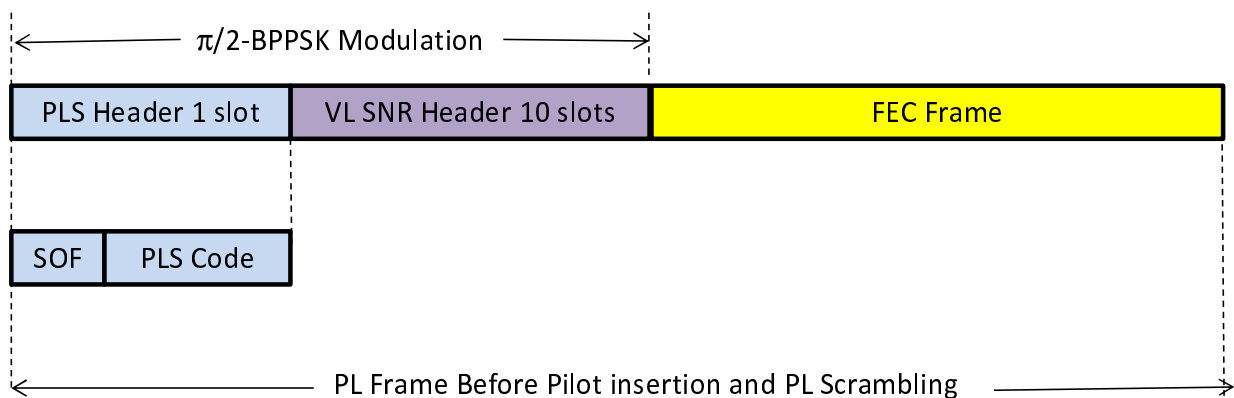 π/2-BPPSK Modulation
PLS Header 1 slot
VL SNR Header 10 slots
FEC Frame
SOF
PLS Code
PL Frame Before Pilot insertion and PL Scrambling